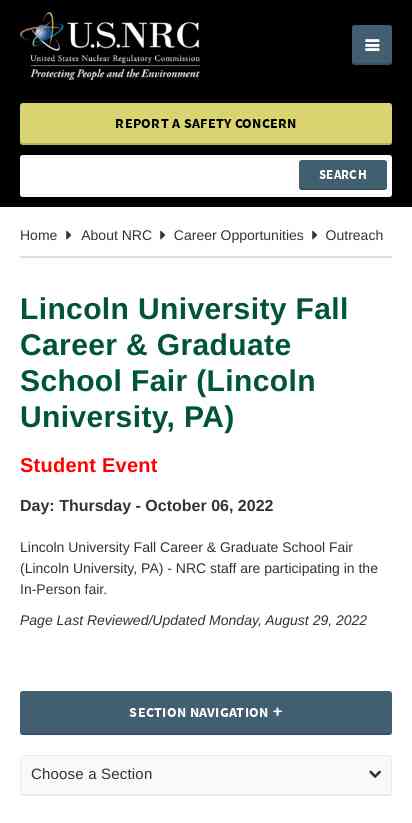 U.S.NRC
United States Nuclear Regulatory Commission
Protecting People and the Environment
REPORT A SAFETY CONCERN
SEARCH
Home About NRC Career Opportunities Outreach
Lincoln University Fall
Career & Graduate
School Fair (Lincoln
University, PA)
Student Event
Day: Thursday - October 06, 2022
Lincoln University Fall Career & Graduate School Fair
(Lincoln University, PA) - NRC staff are participating in the
In-Person fair.
Page Last Reviewed/Updated Monday, August 29, 2022
SECTION NAVIGATION +
Choose a Section